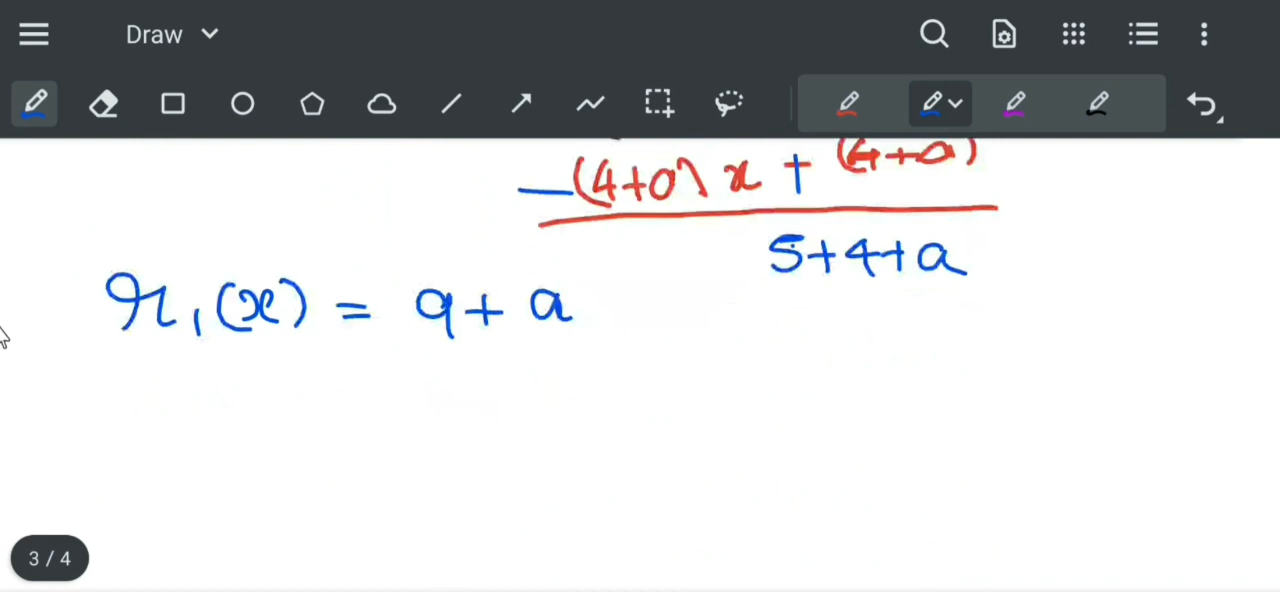 Draw
-(4+a) x + (4+a)
5+4+a
r₁(x) = 9+ a
3 / 4